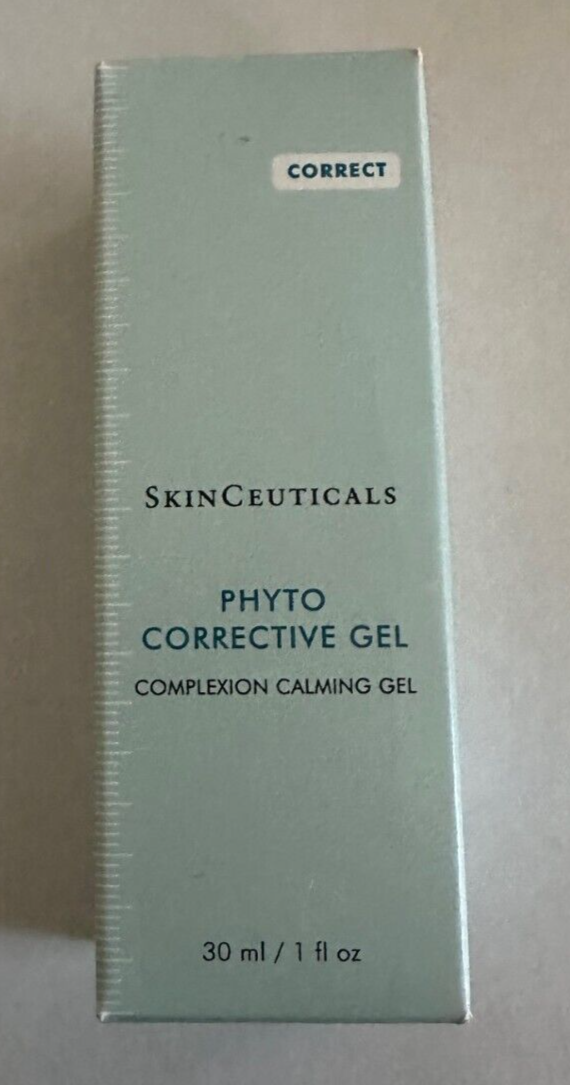 CORRECT
SKINCEUTICALS
PHYTO
CORRECTIVE GEL
COMPLEXION CALMING GEL
30 ml / 1 fl oz